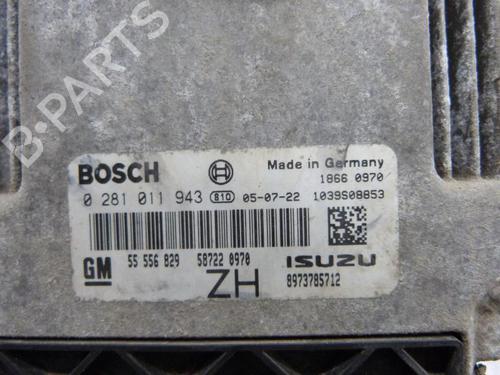 B-PARTS
BOSCH Made in Germany
1866 0970
0 281 011 943 810 05-07-22 1039S08853
GM 55 556 829 58722 0970 ISUZU
ZH 8973785712